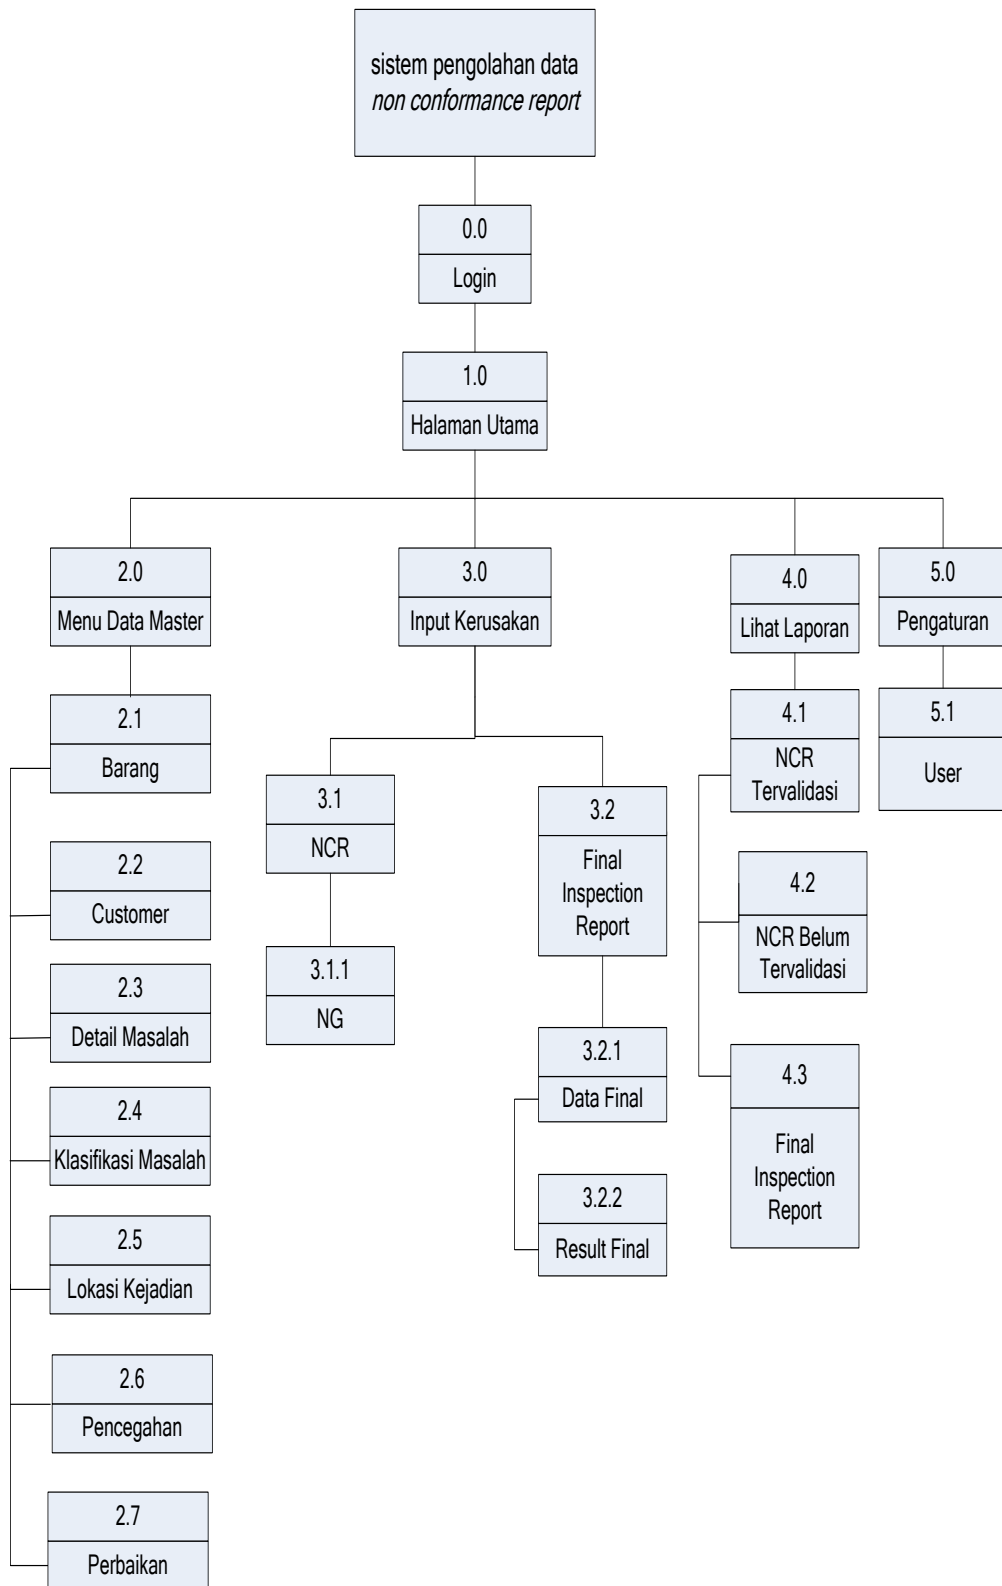 sistem pengolahan data
non conformance report
0.0
Login
1.0
Halaman Utama
2.0
Menu Data Master
2.1
Barang
2.2
Customer
2.3
Detail Masalah
2.4
Klasifikasi Masalah
2.5
Lokasi Kejadian
2.6
Pencegahan
2.7
Perbaikan
3.0
Input Kerusakan
3.1
NCR
3.1.1
NG
3.2
Final
Inspection
Report
3.2.1
Data Final
3.2.2
Result Final
4.0
Lihat Laporan
4.1
NCR
Tervalidasi
4.2
NCR Belum
Tervalidasi
4.3
Final
Inspection
Report
5.0
Pengaturan
5.1
User